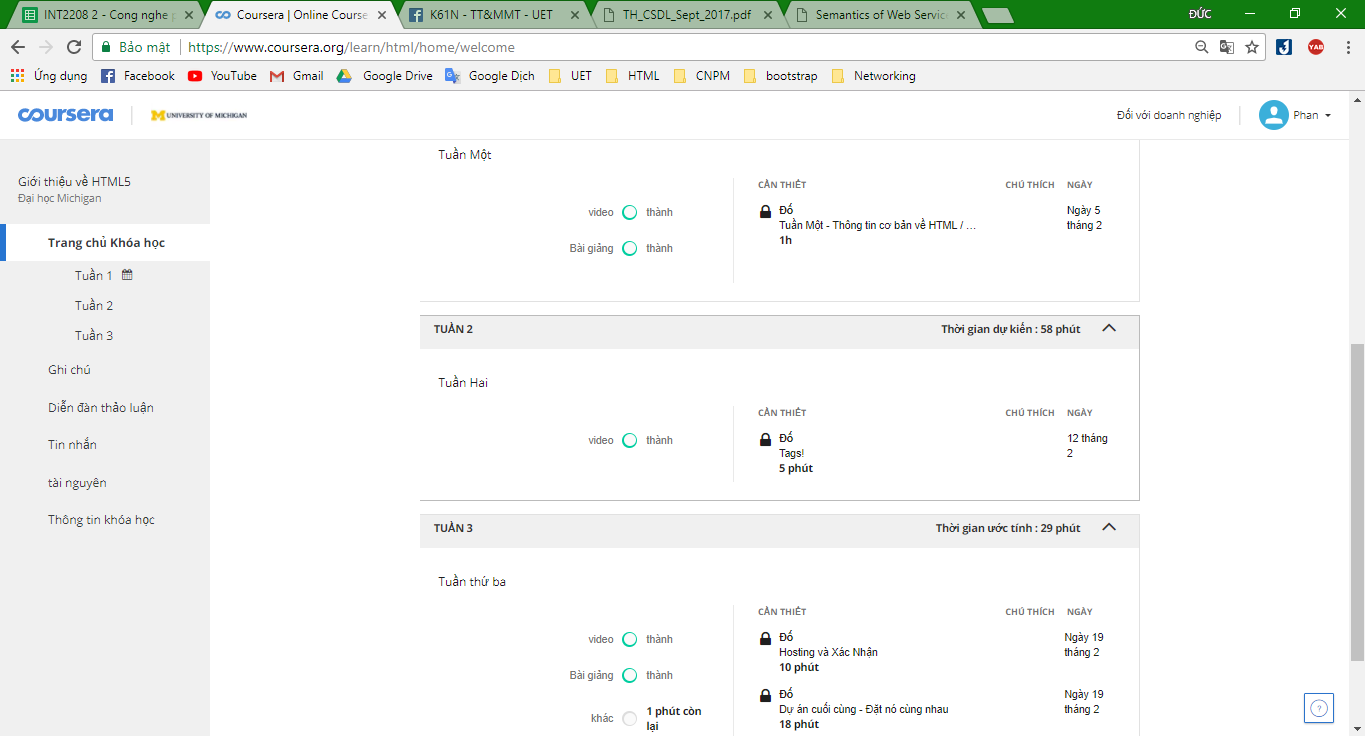 INT2208 2 - Cong nghe p
Coursera | Online Course
K61N - TT&MMT - UET
TH_CSDL_Sept_2017.pdf
Semantics of Web Servic
ĐỨC
Bảo mật
https://www.coursera.org/learn/html/home/welcome
Ứng dụng
Facebook
YouTube
Gmail
Google Drive
Google Dịch
UET
HTML
CNPM
bootstrap
Networking
coursera
UNIVERSITY OF MICHIGAN
Đối với doanh nghiệp
Phan
Giới thiệu về HTML5
Đại học Michigan
Trang chủ Khóa học
Tuần 1
Tuần 2
Tuần 3
Ghi chú
Diễn đàn thảo luận
Tin nhắn
tài nguyên
Thông tin khóa học
Tuần Một
video thành
Bài giảng thành
CẦN THIẾT CHÚ THÍCH NGÀY
Đố Ngày 5
Tuần Một - Thông tin cơ bản về HTML / … tháng 2
1h
TUẦN 2 Thời gian dự kiến : 58 phút
Tuần Hai
video thành
CẦN THIẾT CHÚ THÍCH NGÀY
Đố 12 tháng
Tags! 2
5 phút
TUẦN 3 Thời gian ước tính : 29 phút
Tuần thứ ba
video thành
Bài giảng thành
khác 1 phút còn
lại
CẦN THIẾT CHÚ THÍCH NGÀY
Đố Ngày 19
Hosting và Xác Nhận tháng 2
10 phút
Đố Ngày 19
Dự án cuối cùng - Đặt nó cùng nhau tháng 2
18 phút